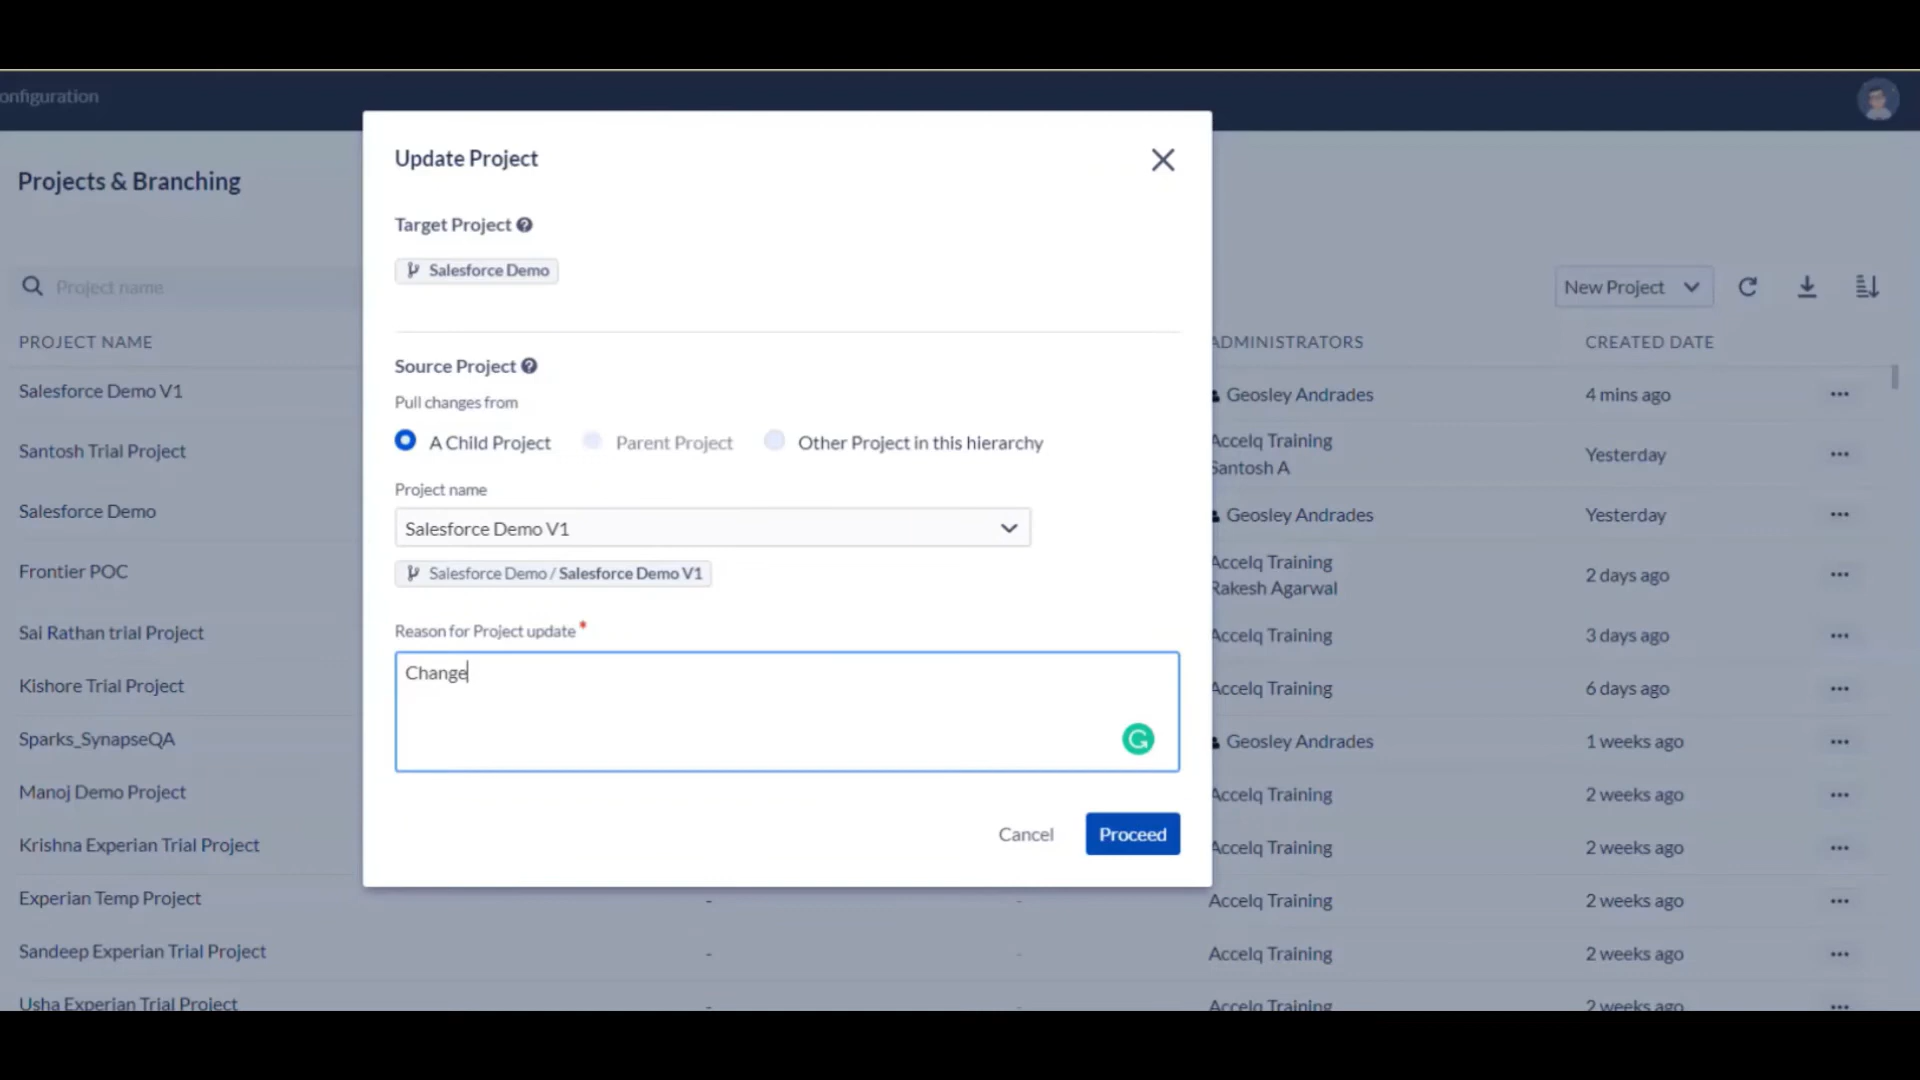 onfiguration
Projects & Branching
Project name
New Project
PROJECT NAME
ADMINISTRATORS
CREATED DATE
Salesforce Demo V1
Geosley Andrades
4 mins ago
Santosh Trial Project
Accelq Training
Santosh A
Yesterday
Salesforce Demo
Geosley Andrades
Yesterday
Frontier POC
Accelq Training
Rakesh Agarwal
2 days ago
Sai Rathan trial Project
Accelq Training
3 days ago
Kishore Trial Project
Accelq Training
6 days ago
Sparks_SynapseQA
Geosley Andrades
1 weeks ago
Manoj Demo Project
Accelq Training
2 weeks ago
Krishna Experian Trial Project
Accelq Training
2 weeks ago
Experian Temp Project
-
-
Accelq Training
2 weeks ago
Sandeep Experian Trial Project
-
-
Accelq Training
2 weeks ago
Usha Experian Trial Project
-
-
Accelq Training
2 weeks ago
Update Project
Target Project
Salesforce Demo
Source Project
Pull changes from
A Child Project
Parent Project
Other Project in this hierarchy
Project name
Salesforce Demo V1
Salesforce Demo / Salesforce Demo V1
Reason for Project update *
Change
Cancel
Proceed